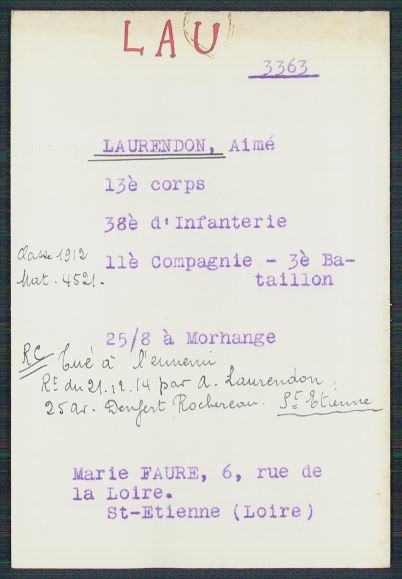 LAU
3363
LAURENDON, Aimé
13è corps
38è d'Infanterie
Classe 1912
Mat. 4521.
11è Compagnie - 3è Ba-
taillon
25/8 à Morhange
RC Tué à l'ennemi
Rt du 21.12.14 par A. Laurendon,
25 av. Denfert Rochereau. St Etienne
Marie FAURE, 6, rue de
la Loire.
St-Etienne (Loire)